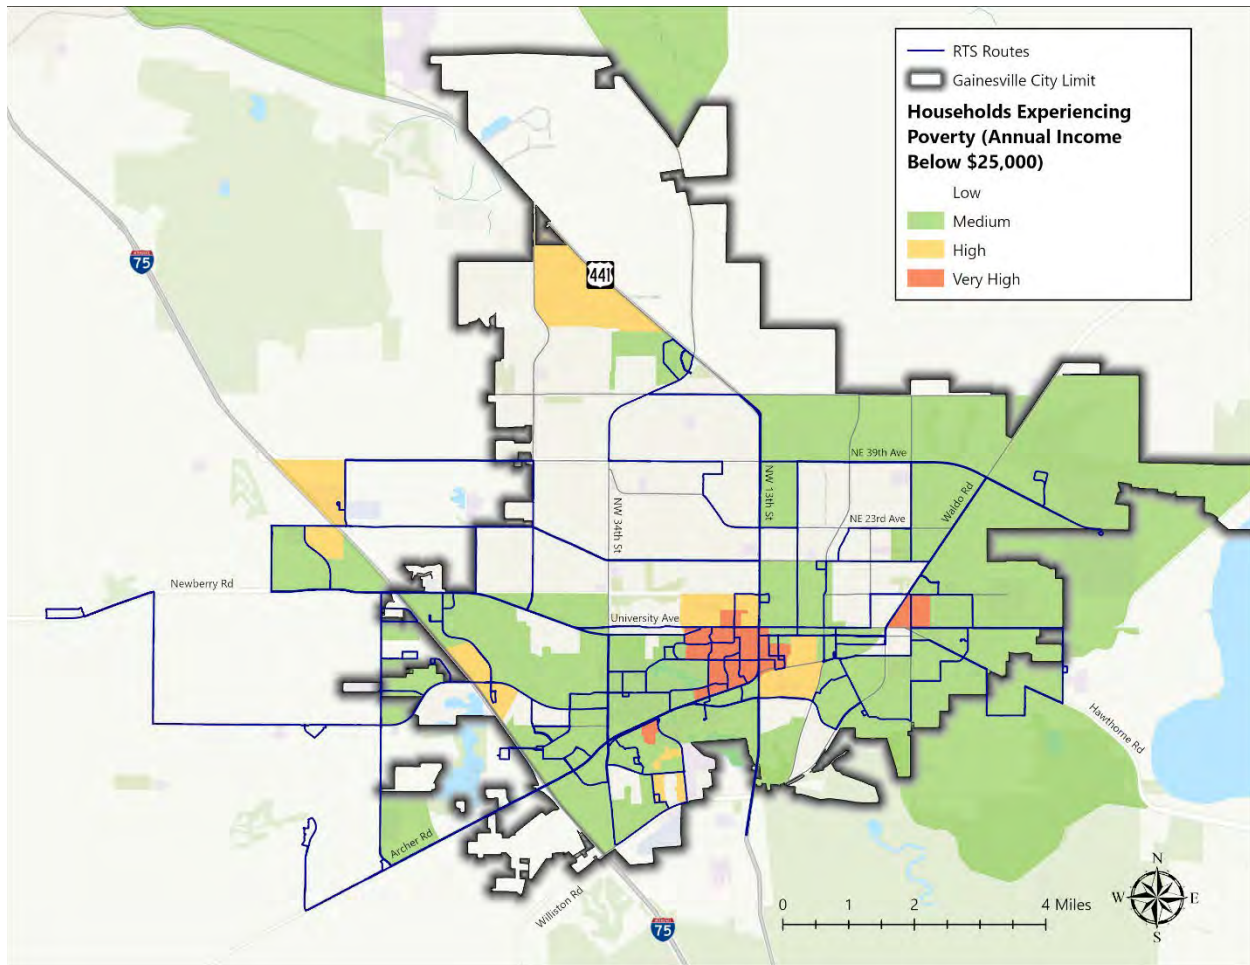 RTS Routes
Gainesville City Limit
Households Experiencing
Poverty (Annual Income
Below $25,000)
Low
Medium
High
Very High
75
441
NE 39th Ave
NW 13th St
Waldo Rd
NW 34th St
NE 23rd Ave
Newberry Rd
University Ave
Hawthorne Rd
Archer Rd
Williston Rd
75
0 1 2 4 Miles
N
W E
S